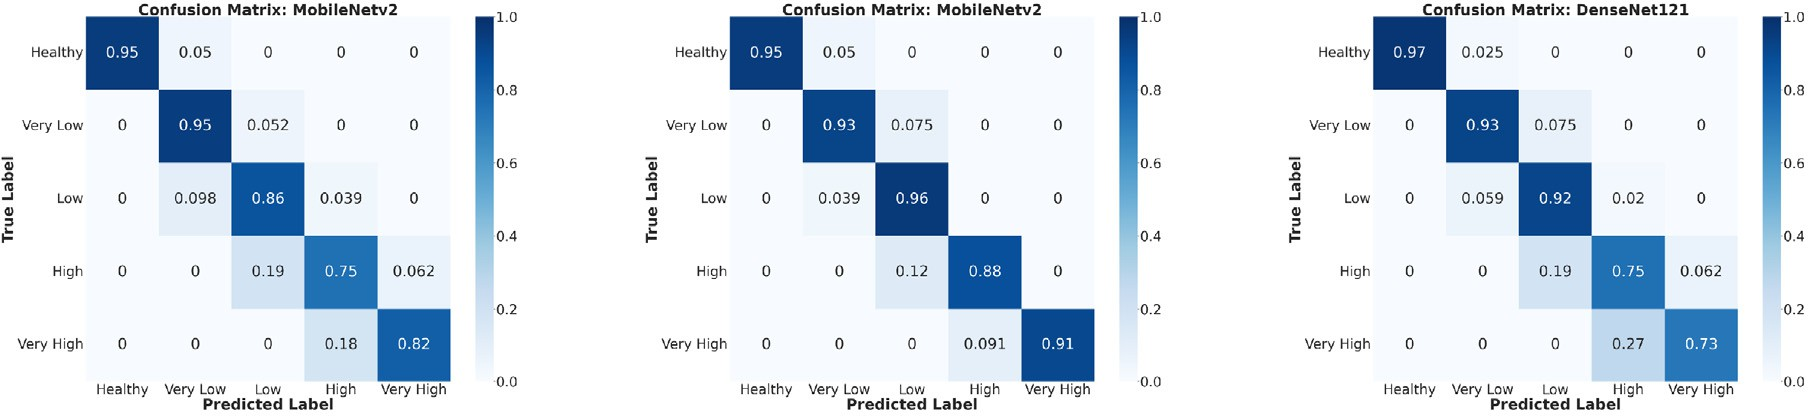 Confusion Matrix: MobileNetv2
1.0
Healthy 0.95 0.05 0 0 0
0.8
Very Low 0 0.95 0.052 0 0
0.6
True Label
Low 0 0.098 0.86 0.039 0
0.4
High 0 0 0.19 0.75 0.062
0.2
Very High 0 0 0 0.18 0.82
0.0
Healthy Very Low Low High Very High
Predicted Label
Confusion Matrix: MobileNetv2
1.0
Healthy 0.95 0.05 0 0 0
0.8
Very Low 0 0.93 0.075 0 0
0.6
True Label
Low 0 0.039 0.96 0 0
0.4
High 0 0 0.12 0.88 0
0.2
Very High 0 0 0 0.091 0.91
0.0
Healthy Very Low Low High Very High
Predicted Label
Confusion Matrix: DenseNet121
1.0
Healthy 0.97 0.025 0 0 0
0.8
Very Low 0 0.93 0.075 0 0
0.6
True Label
Low 0 0.059 0.92 0.02 0
0.4
High 0 0 0.19 0.75 0.062
0.2
Very High 0 0 0 0.27 0.73
0.0
Healthy Very Low Low High Very High
Predicted Label